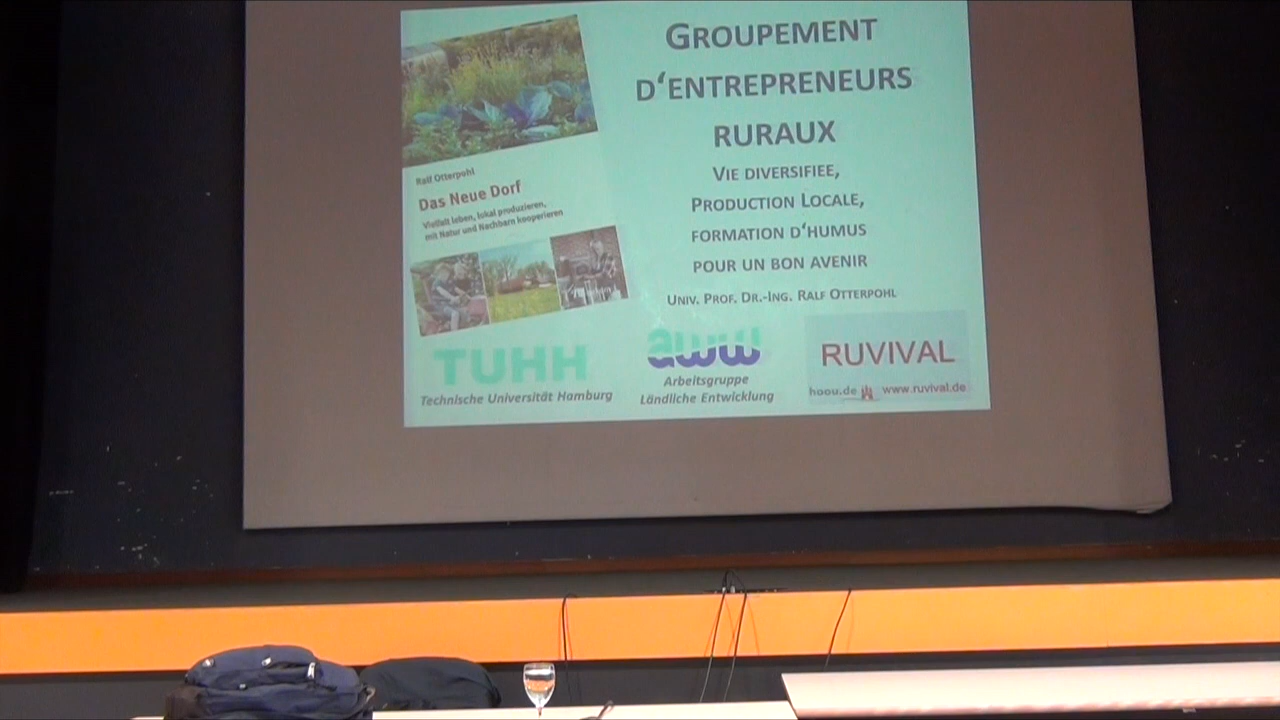 GROUPEMENT
D'ENTREPRENEURS
RURAUX
VIE DIVERSIFIEE,
PRODUCTION LOCALE,
FORMATION D'HUMUS
POUR UN BON AVENIR
UNIV. PROF. DR.-ING. RALF OTTERPOHL
Ralf Otterpohl
Das Neue Dorf
Vielfalt leben, lokal produzieren,
mit Natur und Nachbarn kooperieren
TUHH
Technische Universität Hamburg
aww
Arbeitsgruppe
Ländliche Entwicklung
RUVIVAL
hoou.de www.ruvival.de